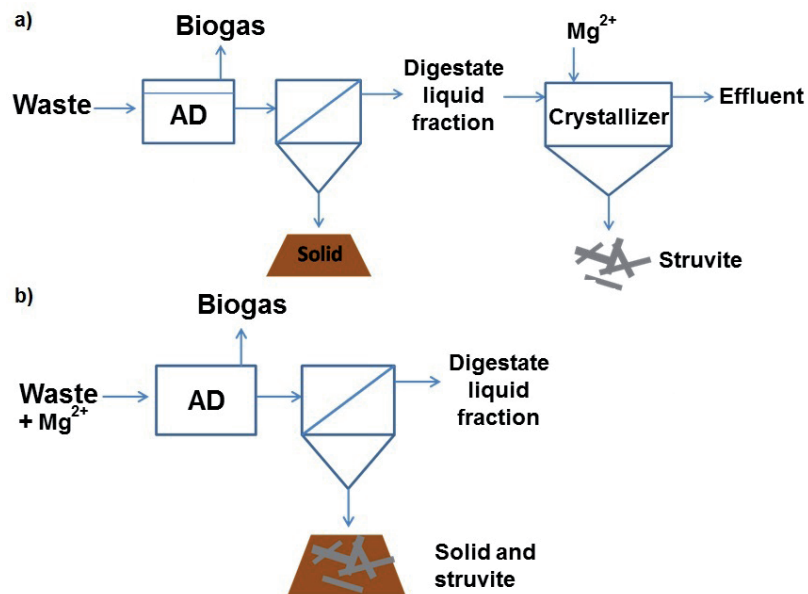 a)
Biogas
Waste
AD
Solid
Digestate
liquid
fraction
Mg2+
Crystallizer
Effluent
Struvite
b)
Biogas
Waste
+ Mg2+
AD
Digestate
liquid
fraction
Solid and
struvite